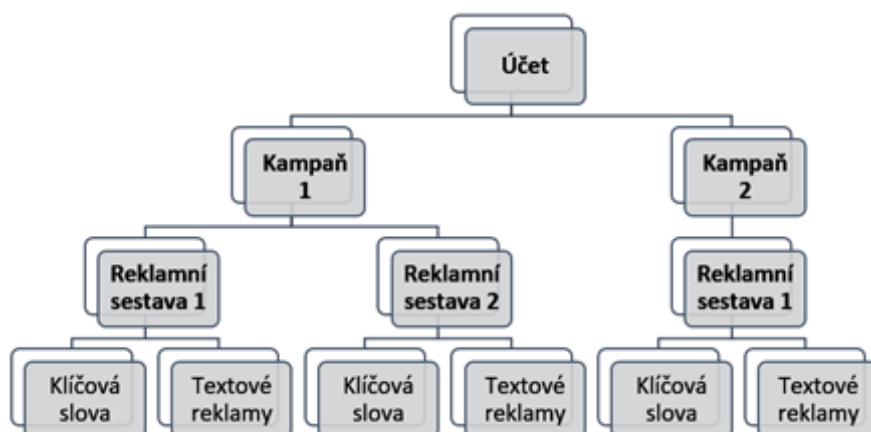 Účet
Kampaň
1
Kampaň
2
Reklamní
sestava 1
Reklamní
sestava 2
Reklamní
sestava 1
Klíčová
slova
Textové
reklamy
Klíčová
slova
Textové
reklamy
Klíčová
slova
Textové
reklamy